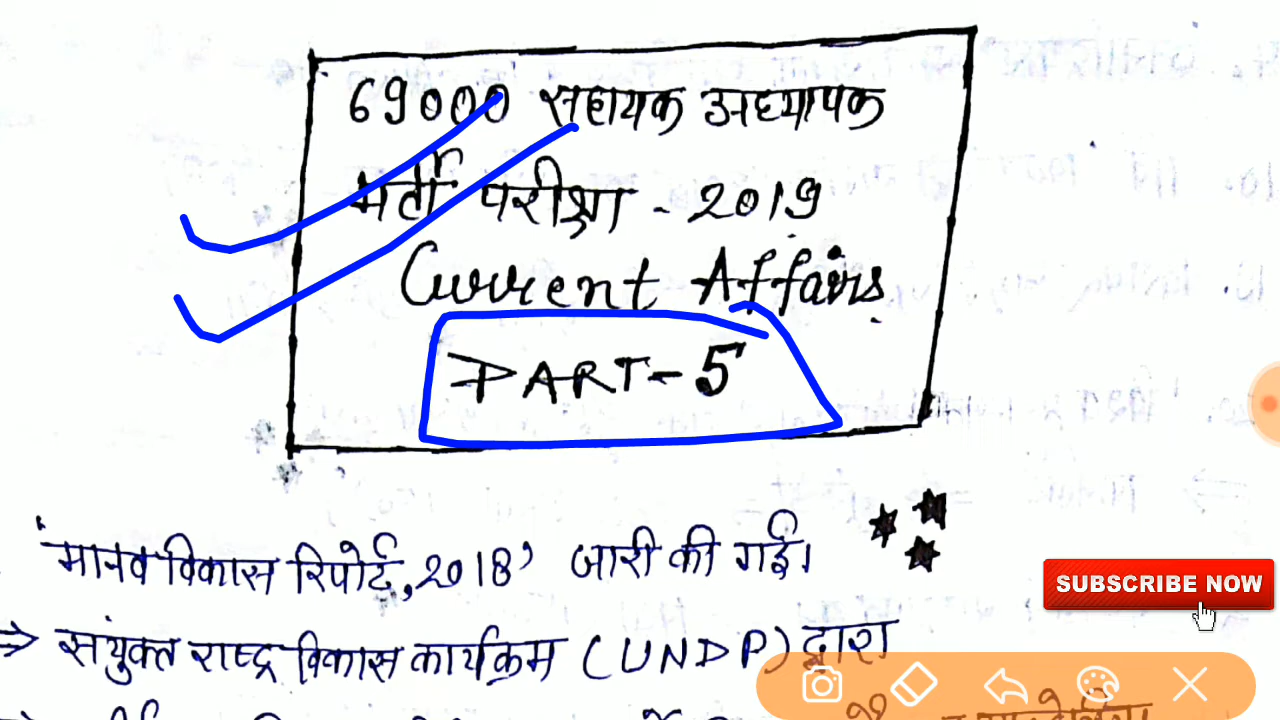 69000 सहायक अध्यापक
भर्ती परीक्षा - 2019
Current Affairs
PART - 5
'मानव विकास रिपोर्ट, 2018' जारी की गई।
⇒ संयुक्त राष्ट्र विकास कार्यक्रम (UNDP) द्वारा
SUBSCRIBE NOW